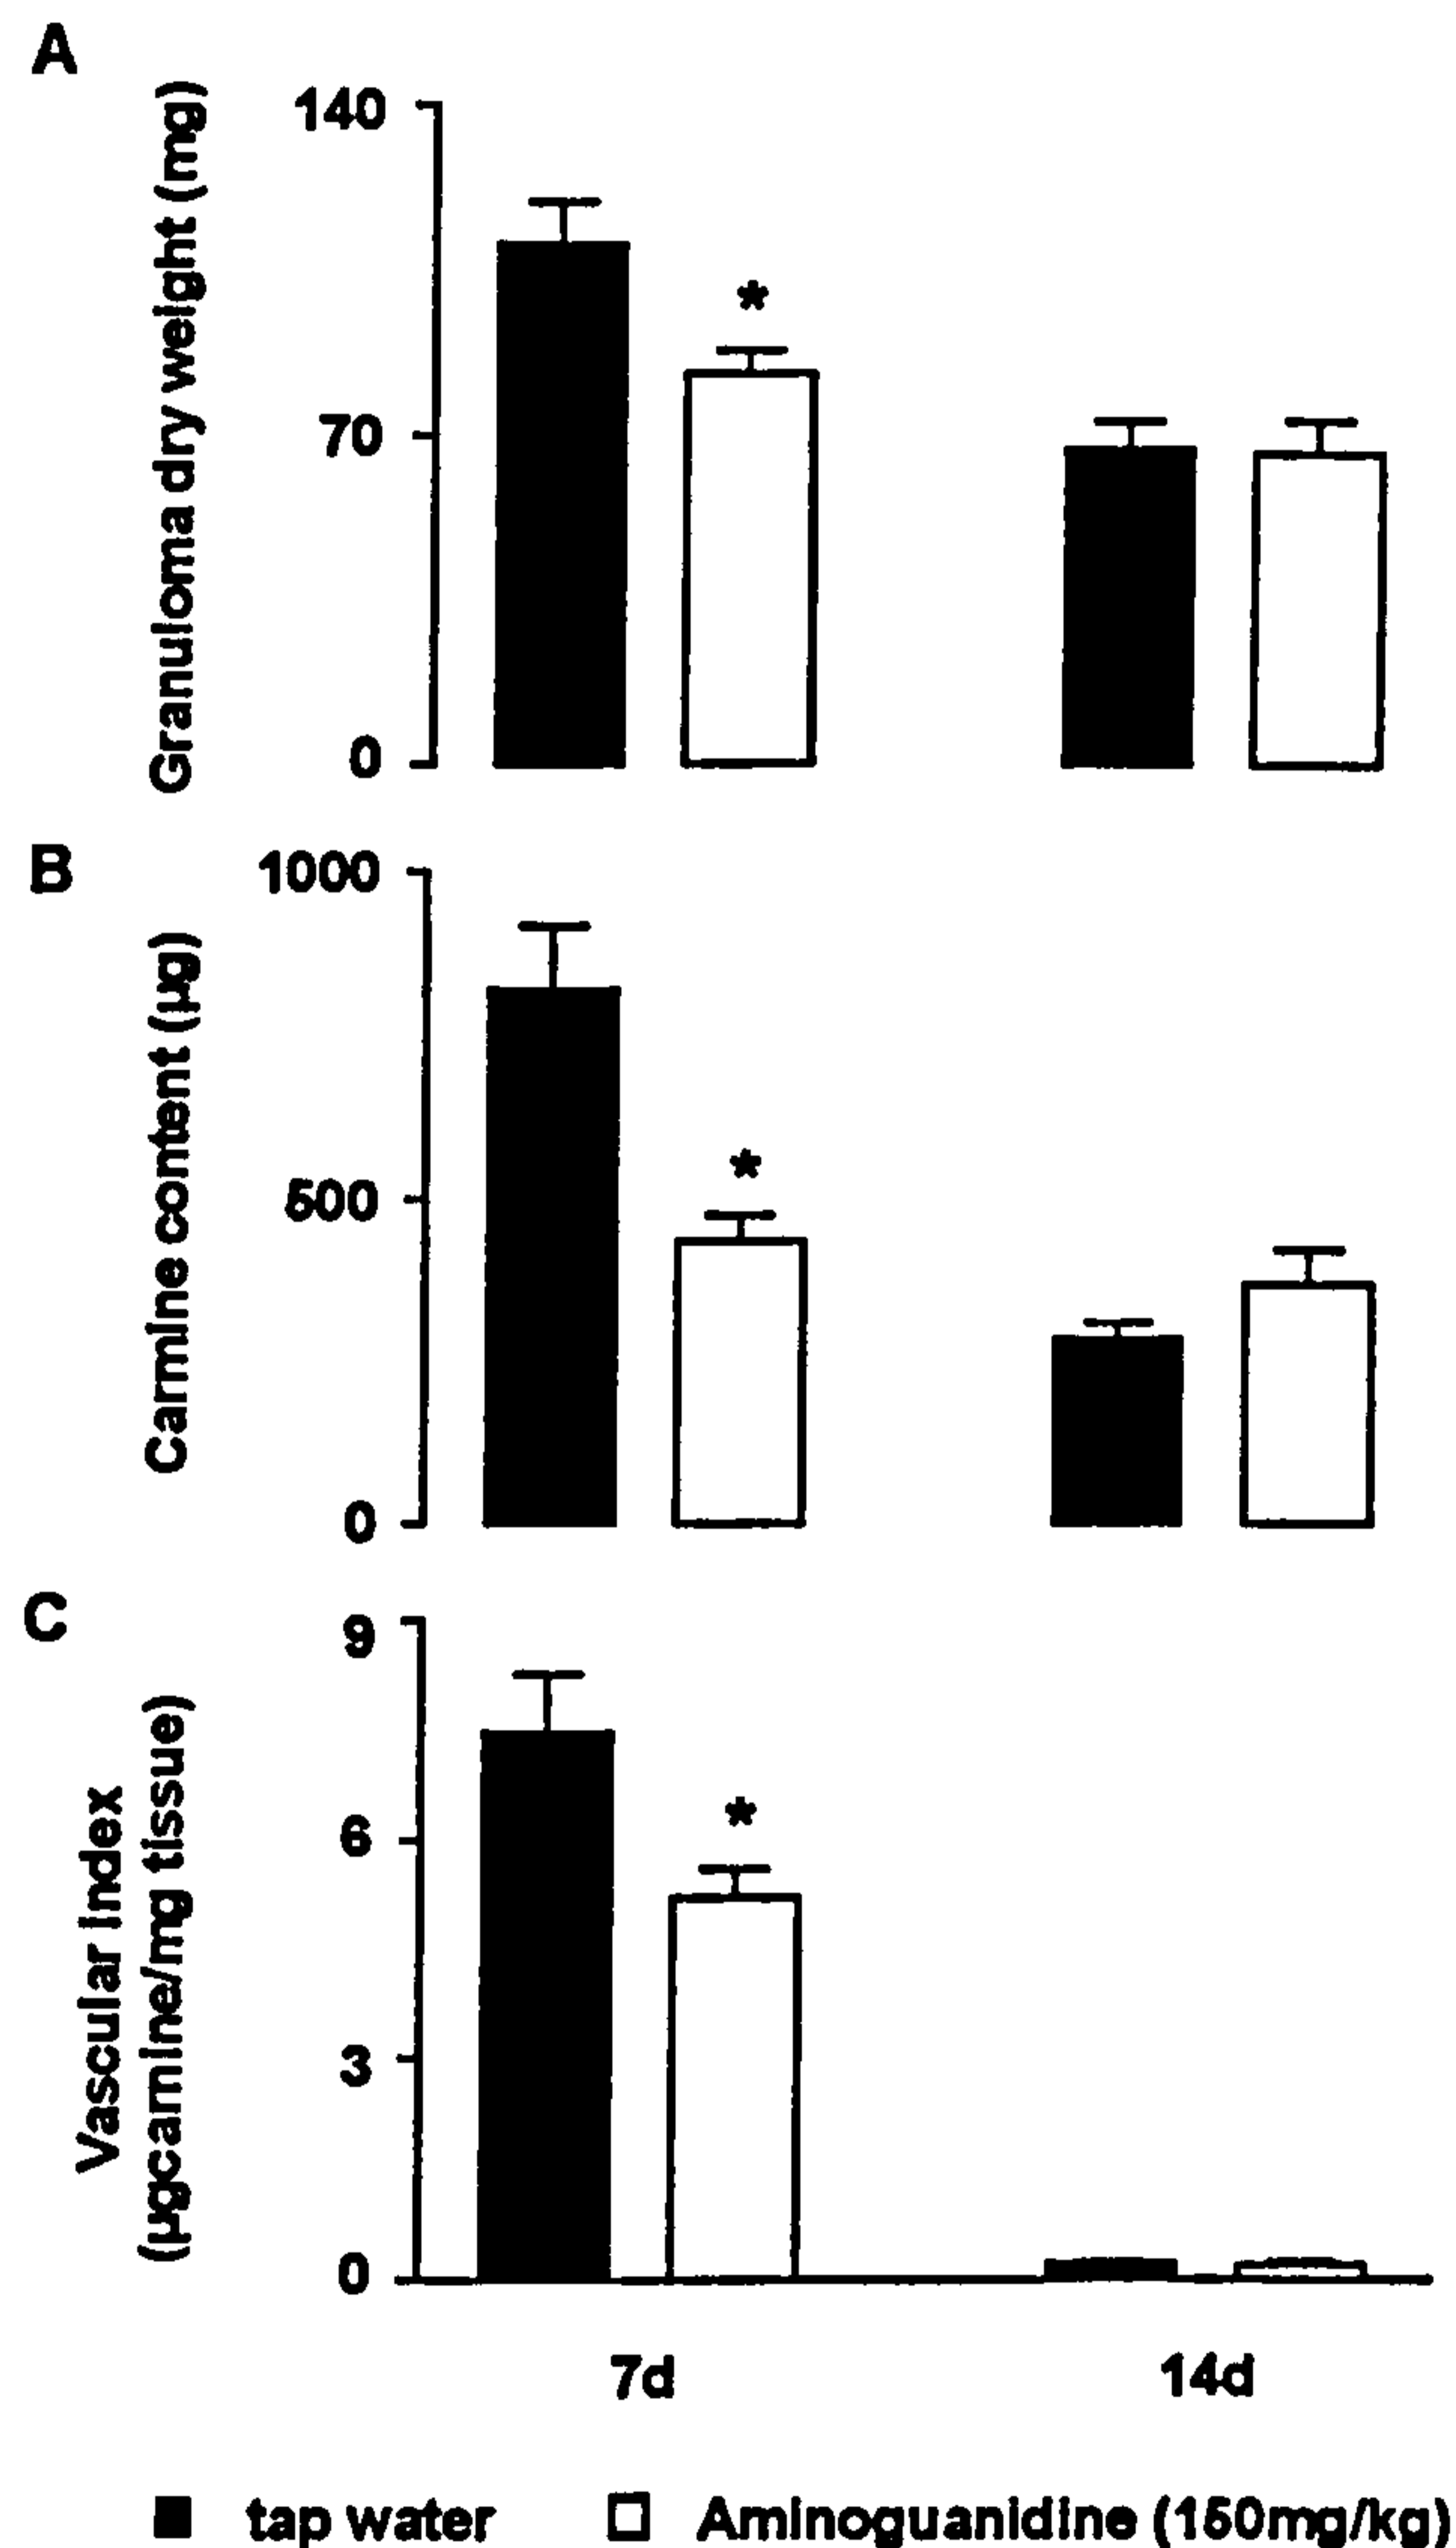 A
Granuloma dry weight (mg)
140
70
0
*
B
Carmine content (µg)
1000
500
0
*
C
Vascular Index
(µgcarmine/mg tissue)
9
6
3
0
*
7d
14d
tap water
Aminoguanidine (150mg/kg)